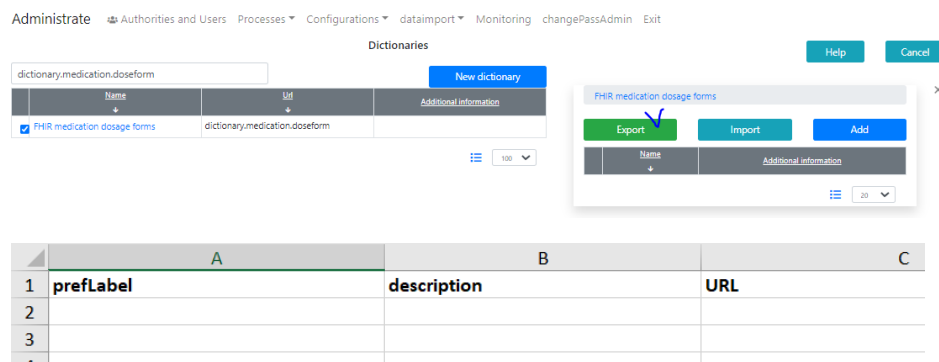 Administrate Authorities and Users Processes Configurations dataimport Monitoring changePassAdmin Exit
Dictionaries
Help Cancel
dictionary.medication.doseform
New dictionary
Name Url Additional information
FHIR medication dosage forms dictionary.medication.doseform
100
FHIR medication dosage forms
Export Import Add
Name Additional information
20
A B C
1 prefLabel description URL
2
3